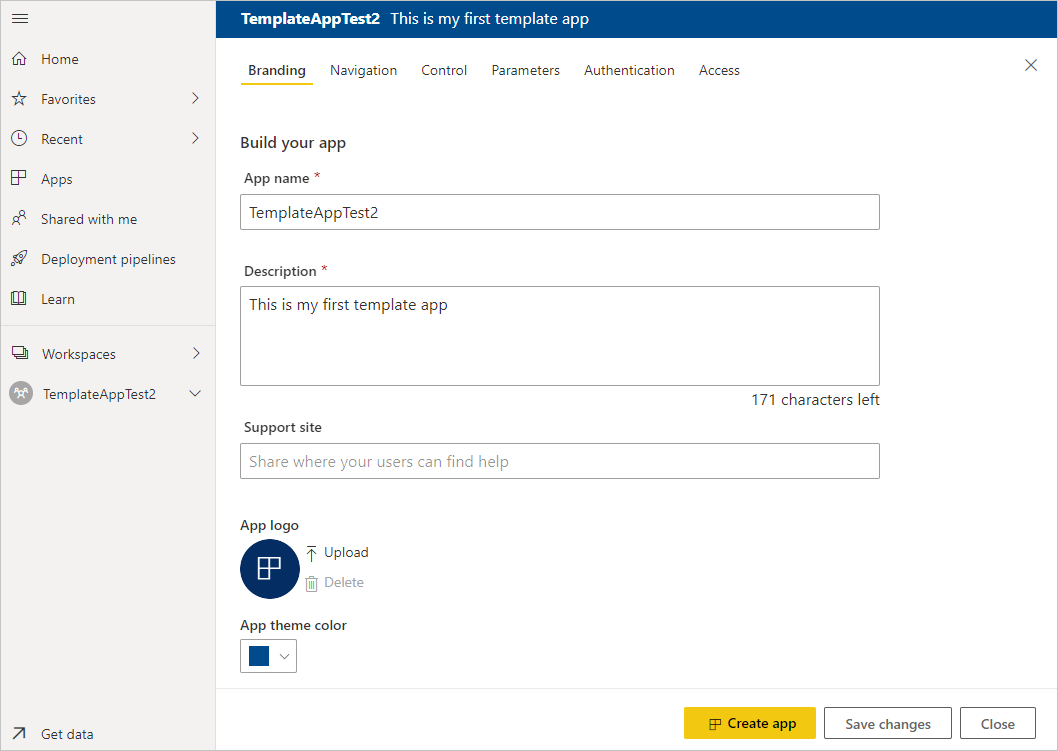 TemplateAppTest2 This is my first template app
Home
Favorites
Recent
Apps
Shared with me
Deployment pipelines
Learn
Workspaces
TemplateAppTest2
Get data
Branding Navigation Control Parameters Authentication Access
Build your app
App name *
TemplateAppTest2
Description *
This is my first template app
171 characters left
Support site
Share where your users can find help
App logo
Upload
Delete
App theme color
Create app Save changes Close